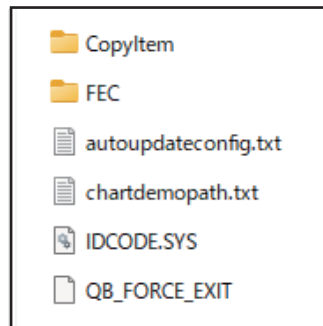 CopyItem
FEC
autoupdateconfig.txt
chartdemopath.txt
IDCODE.SYS
QB_FORCE_EXIT